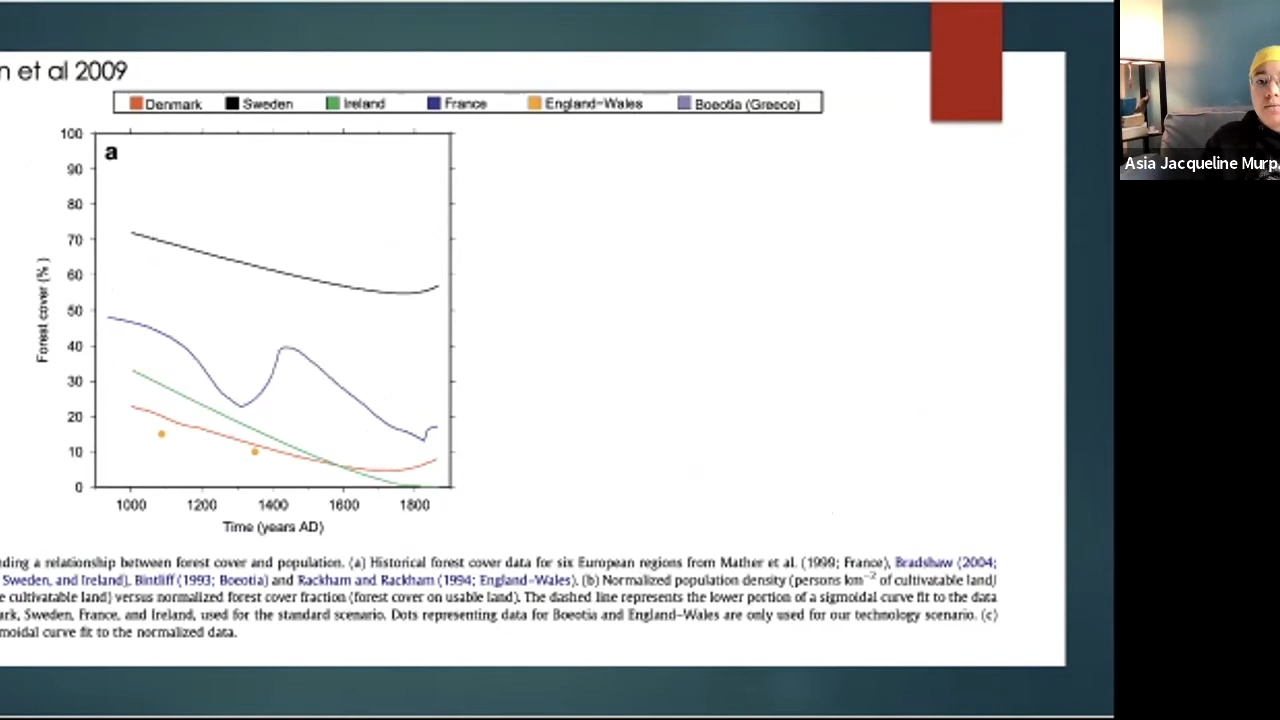 n et al 2009
Denmark Sweden Ireland France England–Wales Boeotia (Greece)
a
100
90
80
70
60
50
40
30
20
10
0
Forest cover (%)
1000 1200 1400 1600 1800
Time (years AD)
ding a relationship between forest cover and population. (a) Historical forest cover data for six European regions from Mather et al. (1999; France), Bradshaw (2004;
Sweden, and Ireland), Bintliff (1993; Boeotia) and Rackham and Rackham (1994; England–Wales). (b) Normalized population density (persons km⁻² of cultivatable land/
e cultivatable land) versus normalized forest cover fraction (forest cover on usable land). The dashed line represents the lower portion of a sigmoidal curve fit to the data
ark, Sweden, France, and Ireland, used for the standard scenario. Dots representing data for Boeotia and England–Wales are only used for our technology scenario. (c)
moidal curve fit to the normalized data.
Asia Jacqueline Murp